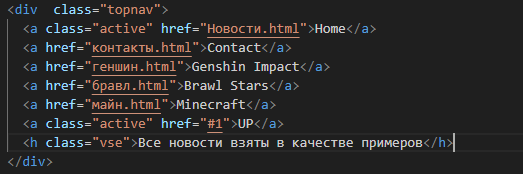 <div  class="topnav">
<a class="active" href="Новости.html">Home</a>
<a href="контакты.html">Contact</a>
<a href="геншин.html">Genshin Impact</a>
<a href="бравл.html">Brawl Stars</a>
<a href="майн.html">Minecraft</a>
<a class="active" href="#1">UP</a>
<h class="vse">Все новости взяты в качестве примеров</h>
</div>